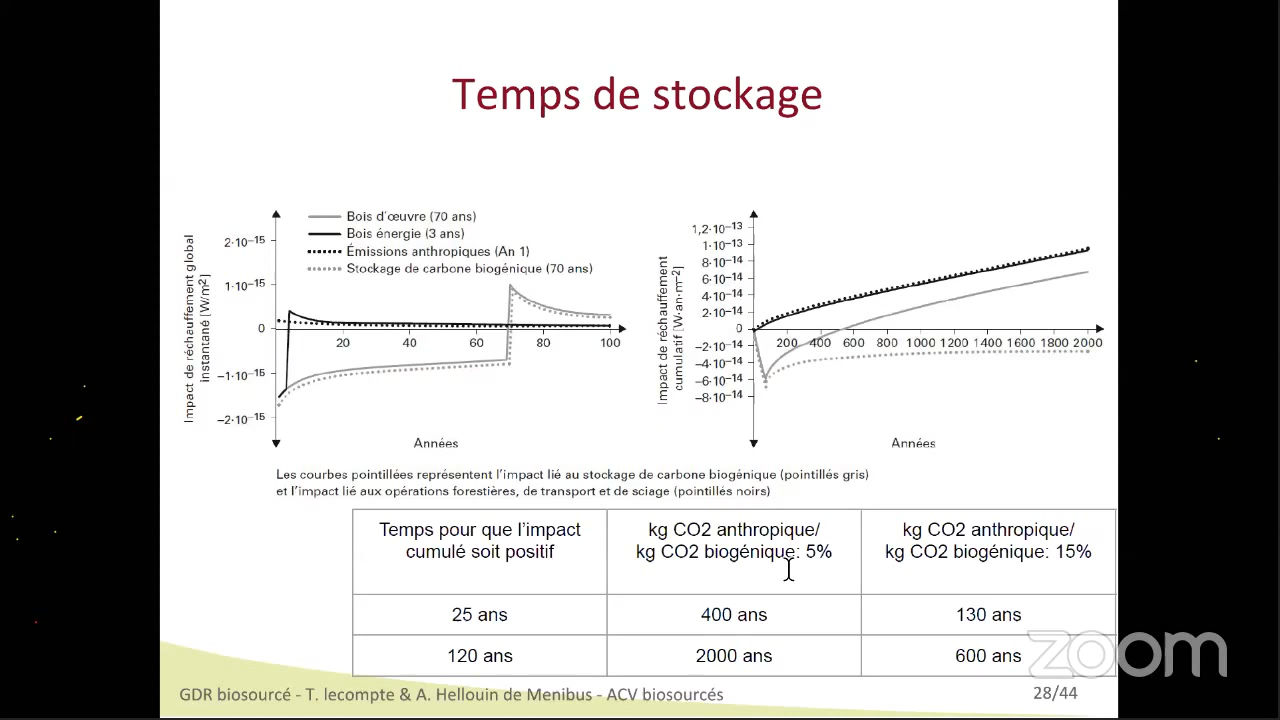 Temps de stockage
Impact de réchauffement global
instantané [W/m²]
2·10⁻¹⁵
1·10⁻¹⁵
0
−1·10⁻¹⁵
−2·10⁻¹⁵
Bois d'œuvre (70 ans)
Bois énergie (3 ans)
Émissions anthropiques (An 1)
Stockage de carbone biogénique (70 ans)
20 40 60 80 100
Années
Impact de réchauffement
cumulatif [W·an·m⁻²]
1,2·10⁻¹³
1·10⁻¹³
8·10⁻¹⁴
6·10⁻¹⁴
4·10⁻¹⁴
2·10⁻¹⁴
0
−2·10⁻¹⁴
−4·10⁻¹⁴
−6·10⁻¹⁴
−8·10⁻¹⁴
200 400 600 800 1000 1200 1400 1600 1800 2000
Années
Les courbes pointillées représentent l'impact lié au stockage de carbone biogénique (pointillés gris)
et l'impact lié aux opérations forestières, de transport et de sciage (pointillés noirs)
Temps pour que l'impact
cumulé soit positif
kg CO2 anthropique/
kg CO2 biogénique: 5%
kg CO2 anthropique/
kg CO2 biogénique: 15%
25 ans 400 ans 130 ans
120 ans 2000 ans 600 ans
zoom
GDR biosourcé - T. lecompte & A. Hellouin de Menibus - ACV biosourcés
28/44